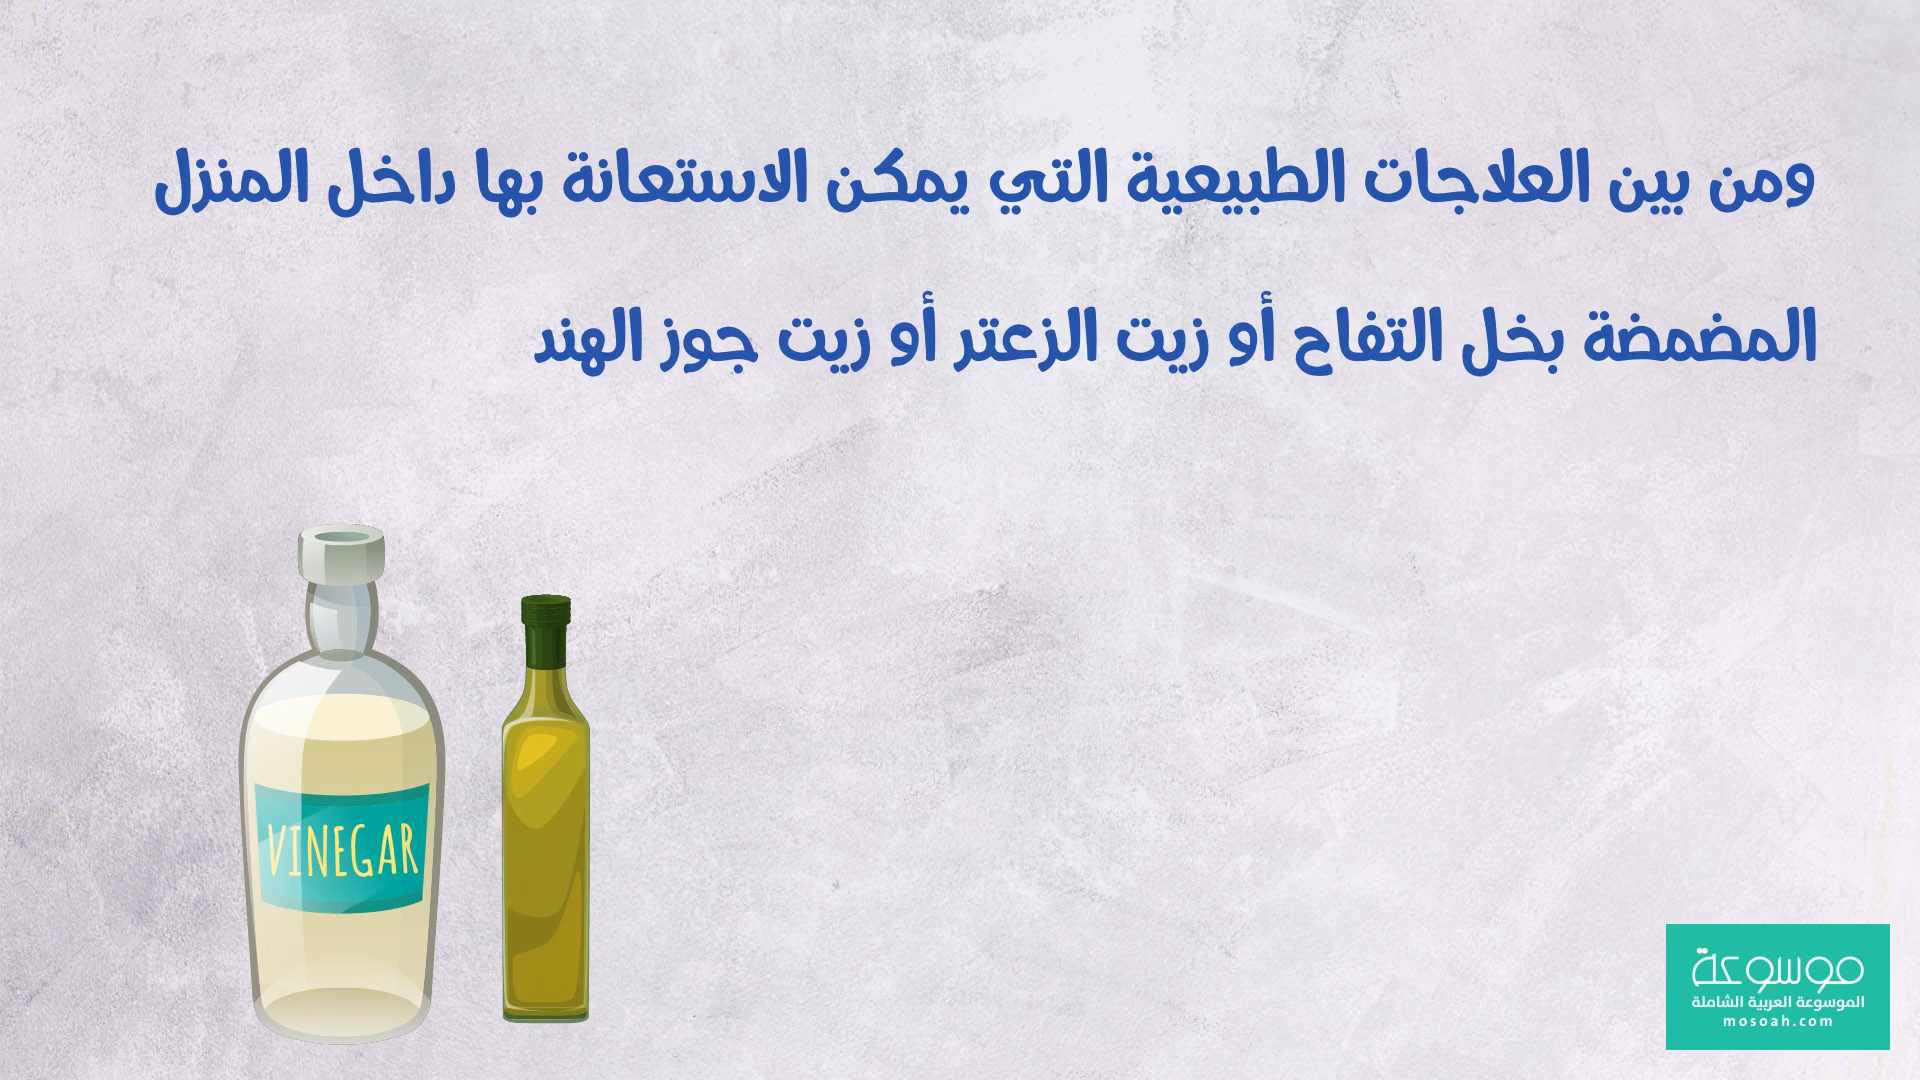 ومن بين العلاجات الطبيعية التي يمكن الاستعانة بها داخل المنزل
المضمضة بخل التفاح أو زيت الزعتر أو زيت جوز الهند
VINEGAR
موسوعة
الموسوعة العربية الشاملة
mosoah.com